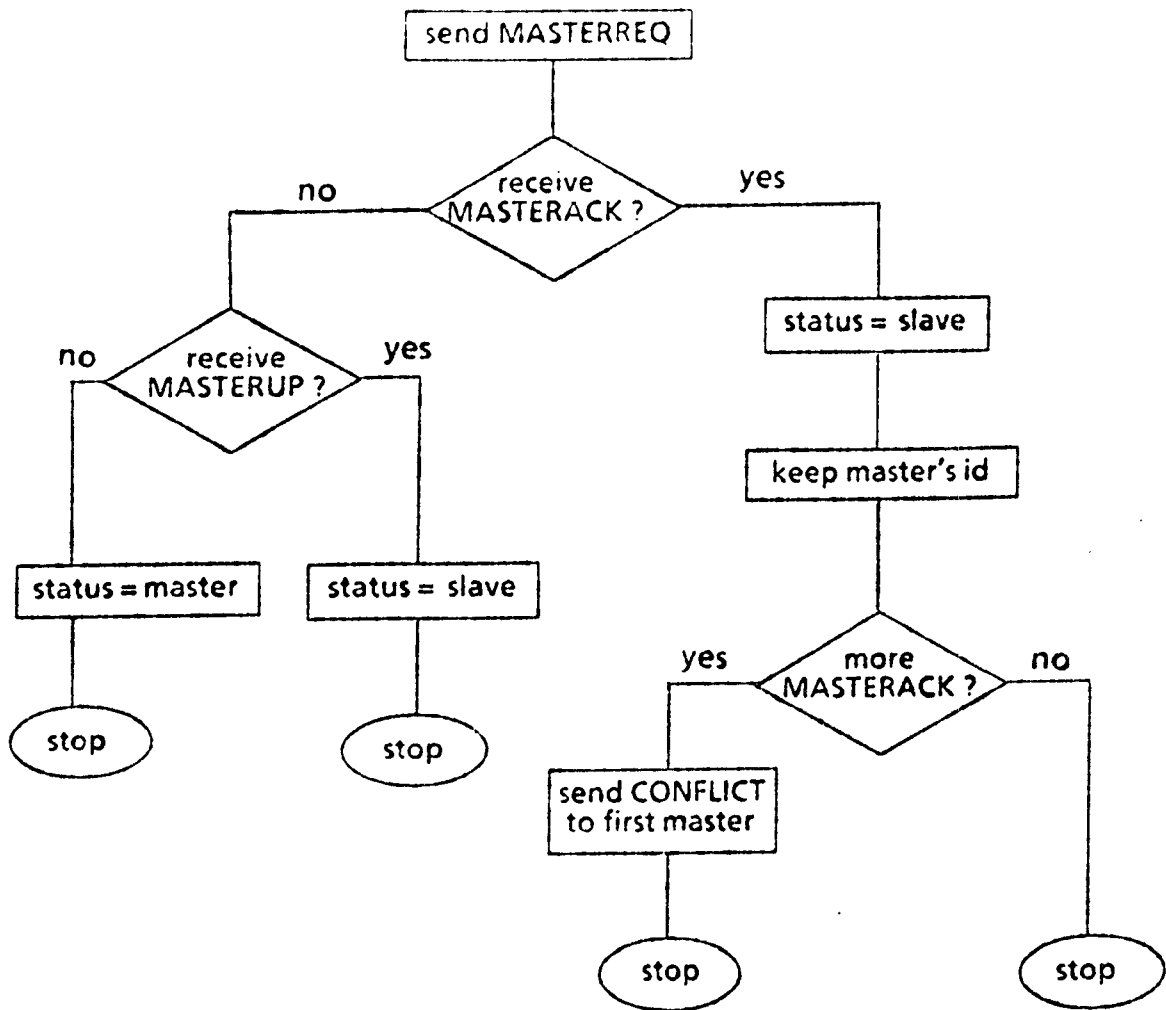 send MASTERREQ
receive
MASTERACK ?
no
yes
status = slave
receive
MASTERUP ?
no
yes
keep master's id
status = master
status = slave
more
MASTERACK ?
yes
no
stop
stop
send CONFLICT
to first master
stop
stop